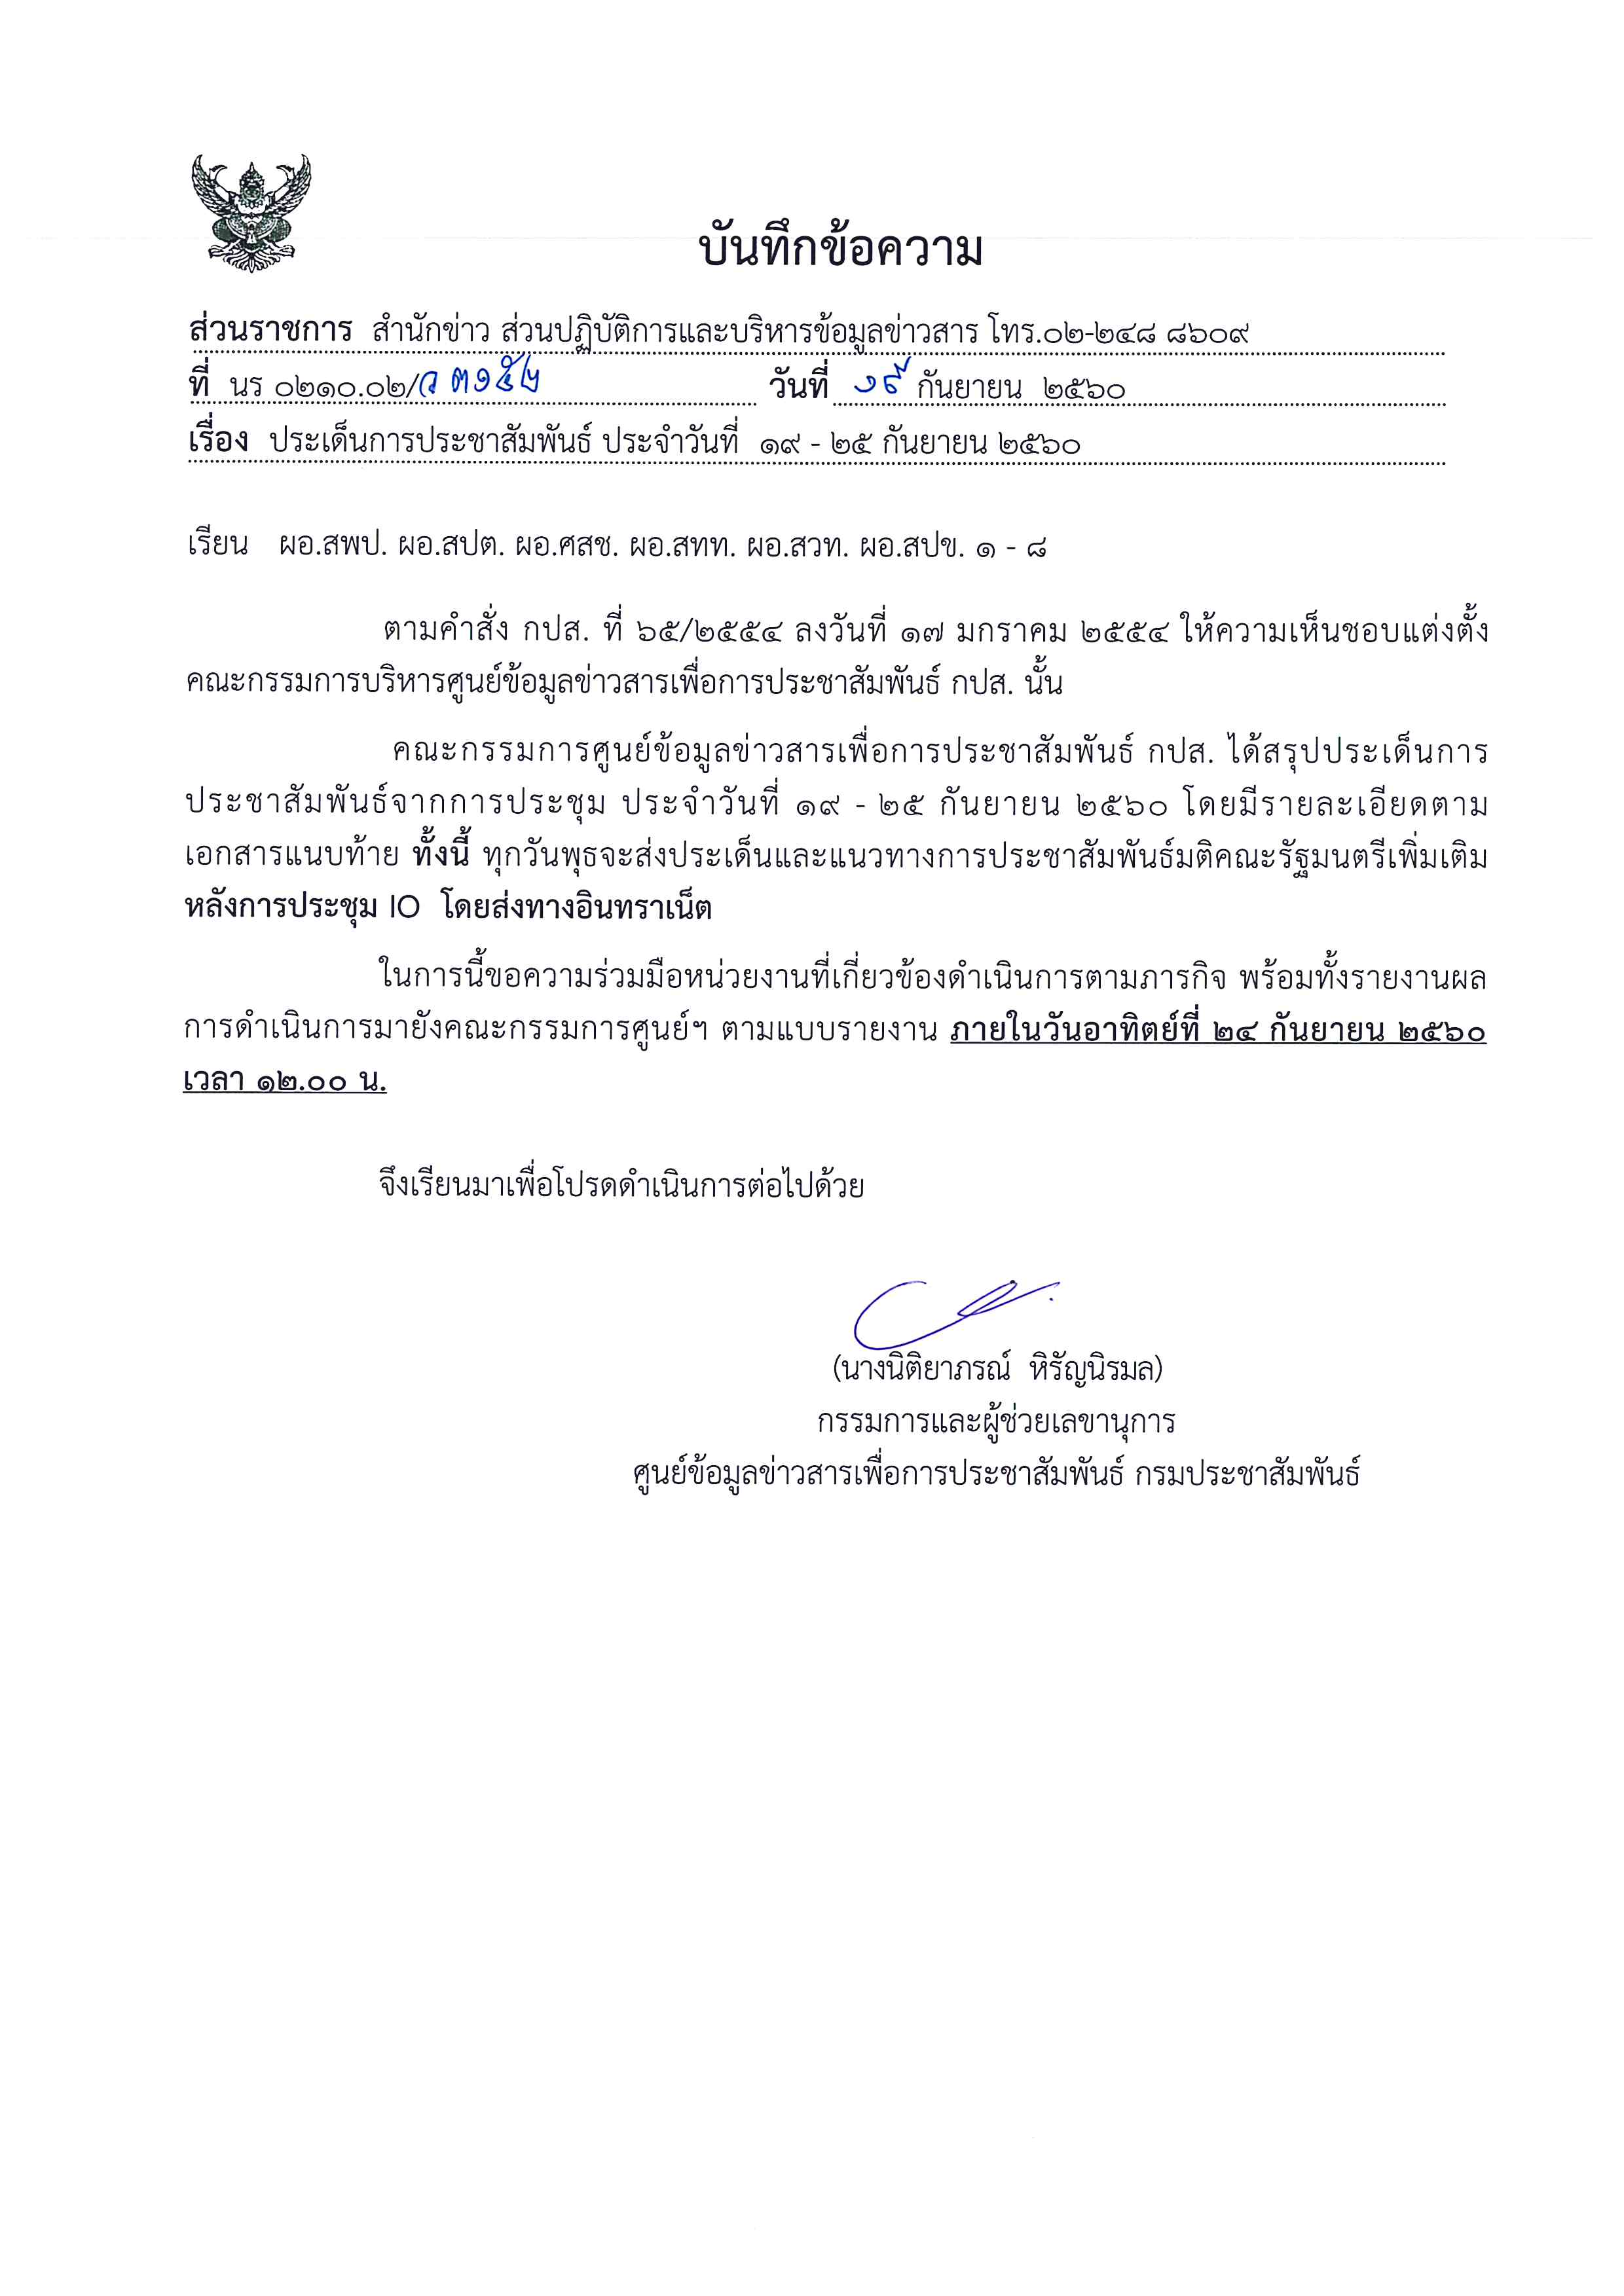 บันทึกข้อความ
ส่วนราชการ สำนักข่าว ส่วนปฏิบัติการและบริหารข้อมูลข่าวสาร โทร.๐๒-๒๔๘ ๘๖๐๙
ที่ นร ๐๒๑๐.๐๒/ว ๓๑๕๒ วันที่ ๑๙ กันยายน ๒๕๖๐
เรื่อง ประเด็นการประชาสัมพันธ์ ประจำวันที่ ๑๙ - ๒๕ กันยายน ๒๕๖๐
เรียน ผอ.สพป. ผอ.สปต. ผอ.ศสช. ผอ.สทท. ผอ.สวท. ผอ.สปข. ๑ - ๘
ตามคำสั่ง กปส. ที่ ๖๕/๒๕๕๔ ลงวันที่ ๑๗ มกราคม ๒๕๕๔ ให้ความเห็นชอบแต่งตั้ง
คณะกรรมการบริหารศูนย์ข้อมูลข่าวสารเพื่อการประชาสัมพันธ์ กปส. นั้น
คณะกรรมการศูนย์ข้อมูลข่าวสารเพื่อการประชาสัมพันธ์ กปส. ได้สรุปประเด็นการ
ประชาสัมพันธ์จากการประชุม ประจำวันที่ ๑๙ - ๒๕ กันยายน ๒๕๖๐ โดยมีรายละเอียดตาม
เอกสารแนบท้าย ทั้งนี้ ทุกวันพุธจะส่งประเด็นและแนวทางการประชาสัมพันธ์มติคณะรัฐมนตรีเพิ่มเติม
หลังการประชุม IO โดยส่งทางอินทราเน็ต
ในการนี้ขอความร่วมมือหน่วยงานที่เกี่ยวข้องดำเนินการตามภารกิจ พร้อมทั้งรายงานผล
การดำเนินการมายังคณะกรรมการศูนย์ฯ ตามแบบรายงาน ภายในวันอาทิตย์ที่ ๒๔ กันยายน ๒๕๖๐
เวลา ๑๒.๐๐ น.
จึงเรียนมาเพื่อโปรดดำเนินการต่อไปด้วย
(นางนิติยาภรณ์ หิรัญนิรมล)
กรรมการและผู้ช่วยเลขานุการ
ศูนย์ข้อมูลข่าวสารเพื่อการประชาสัมพันธ์ กรมประชาสัมพันธ์